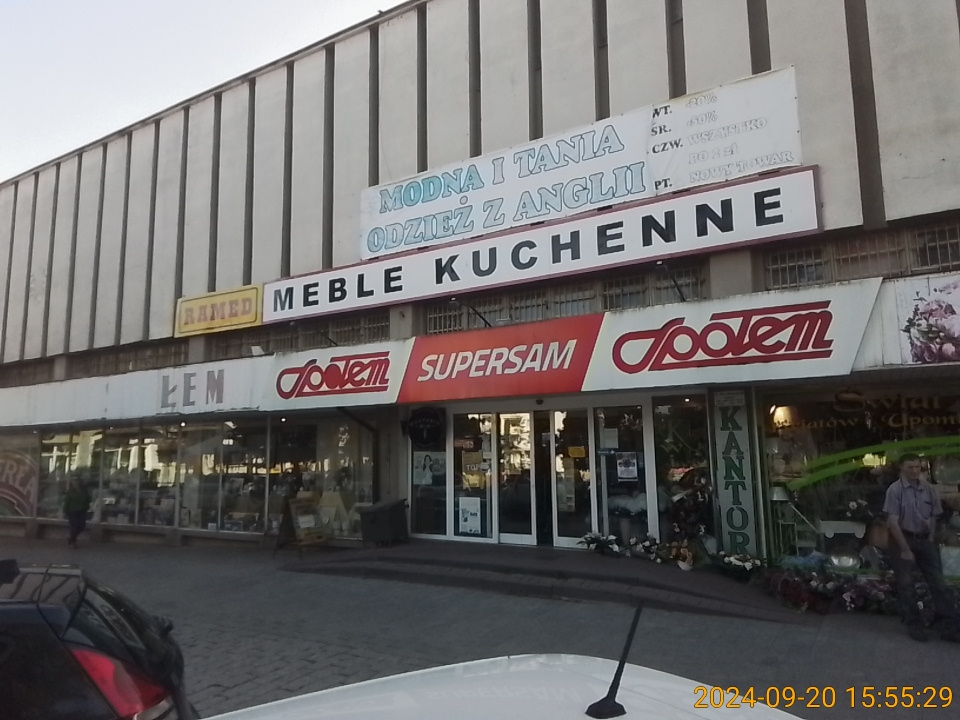 MODNA I TANIA
ODZIEŻ Z ANGLII
WT. -20%
ŚR. -50%
CZW. WSZYSTKO
PO 2 zł
PT. NOWY TOWAR
RAMED
MEBLE KUCHENNE
ŁEM
Społem
SUPERSAM
Społem
KANTOR
2024-09-20 15:55:29